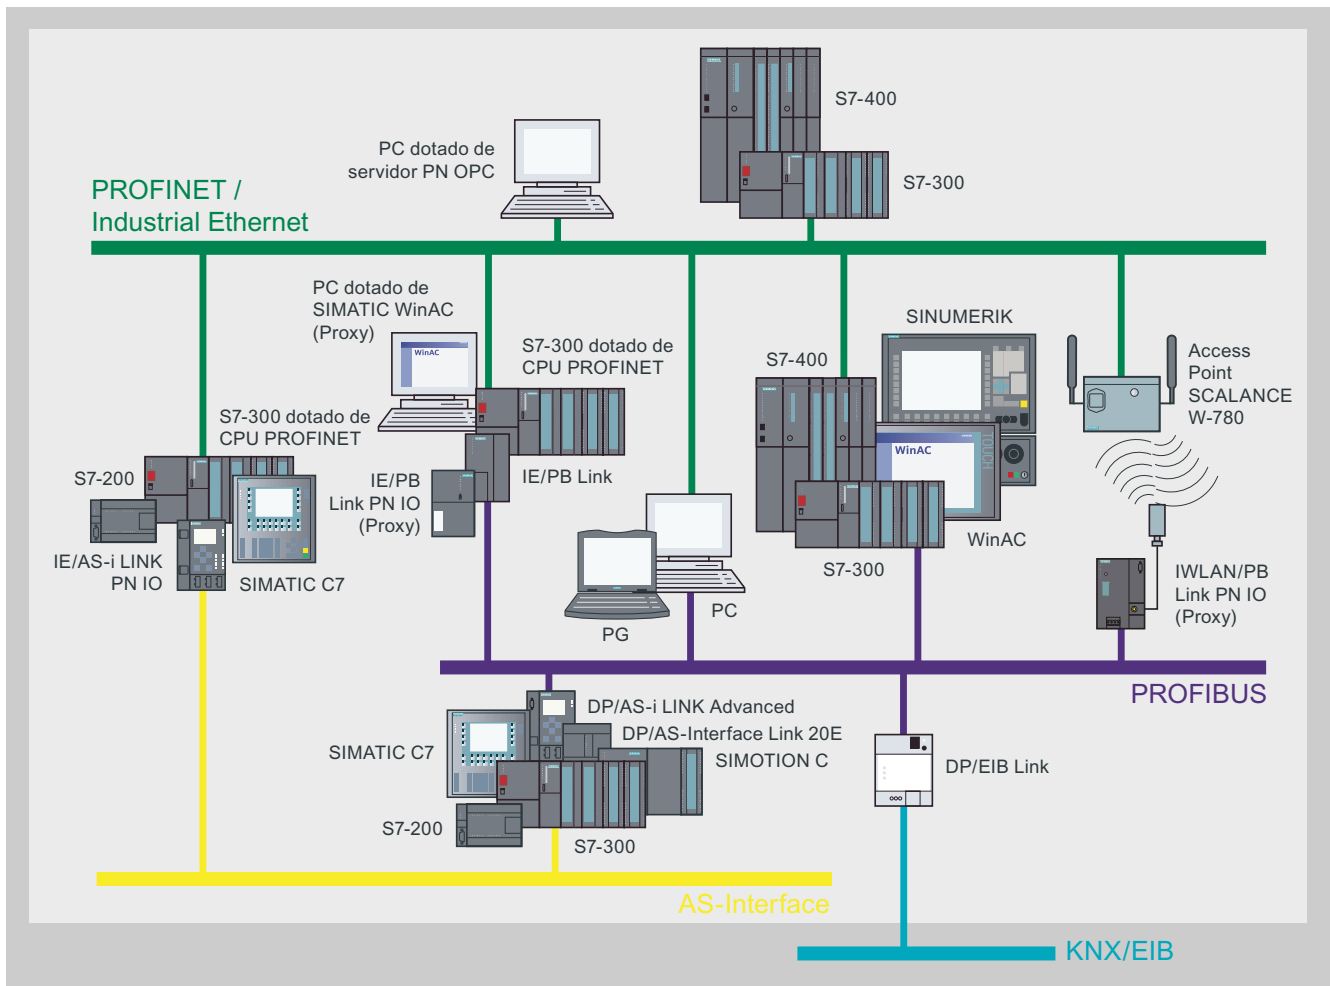 S7-400
PC dotado de
servidor PN OPC
S7-300
PROFINET /
Industrial Ethernet
PC dotado de
SIMATIC WinAC
(Proxy)
WinAC
S7-300 dotado de
CPU PROFINET
S7-300 dotado de
CPU PROFINET
S7-200
IE/AS-i LINK
PN IO
SIMATIC C7
IE/PB
Link PN IO
(Proxy)
IE/PB Link
PG
PC
SINUMERIK
S7-400
WinAC
TOUCH
WinAC
S7-300
Access
Point
SCALANCE
W-780
IWLAN/PB
Link PN IO
(Proxy)
PROFIBUS
DP/AS-i LINK Advanced
DP/AS-Interface Link 20E
SIMATIC C7
SIMOTION C
S7-200
S7-300
DP/EIB Link
AS-Interface
KNX/EIB